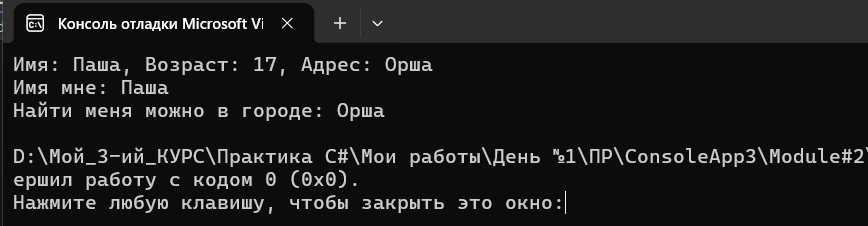 Консоль отладки Microsoft Vi
Имя: Паша, Возраст: 17, Адрес: Орша
Имя мне: Паша
Найти меня можно в городе: Орша
D:\Мой_3-ий_КУРС\Практика C#\Мои работы\День №1\ПР\ConsoleApp3\Module#2\
ершил работу с кодом 0 (0x0).
Нажмите любую клавишу, чтобы закрыть это окно: